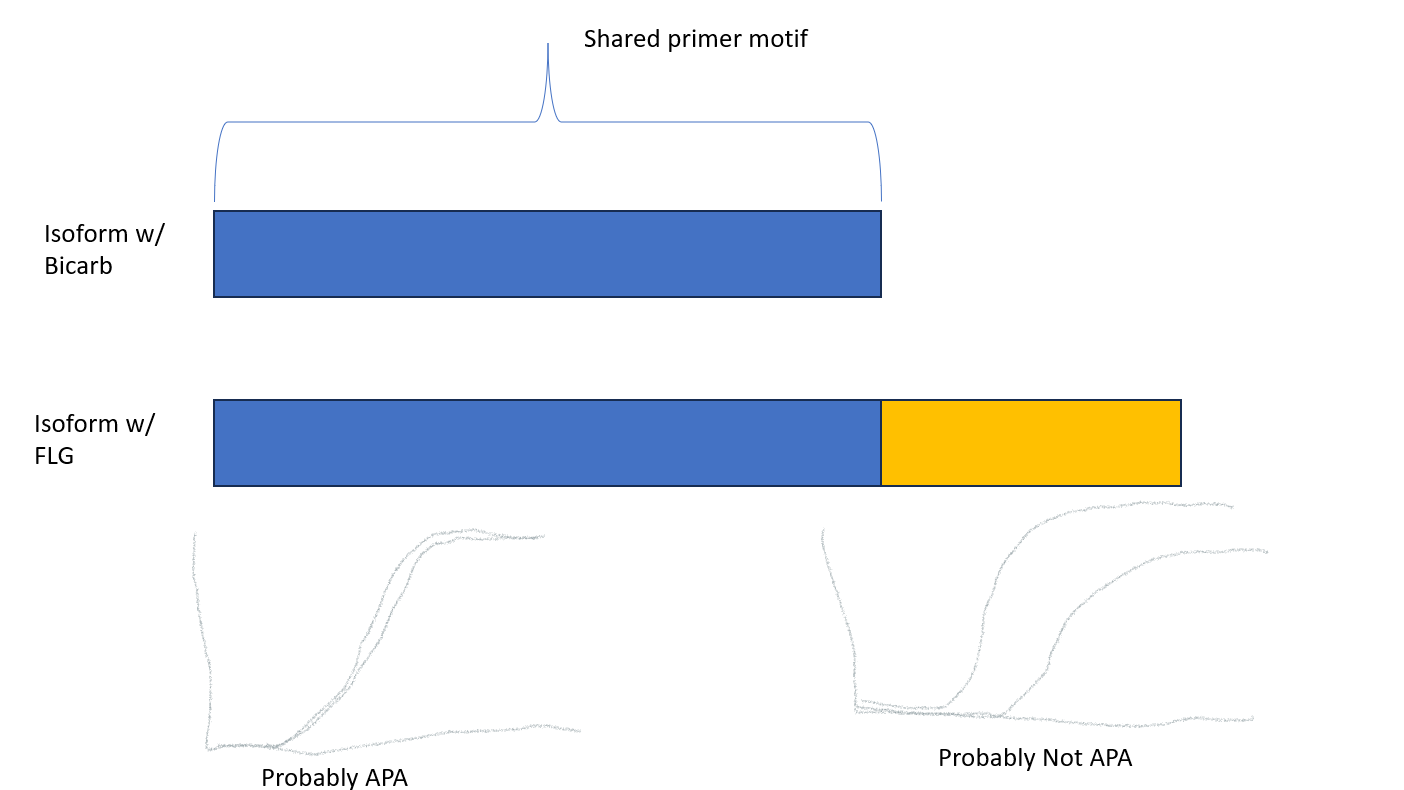 Shared primer motif
Isoform w/
Bicarb
Isoform w/
FLG
Probably APA
Probably Not APA